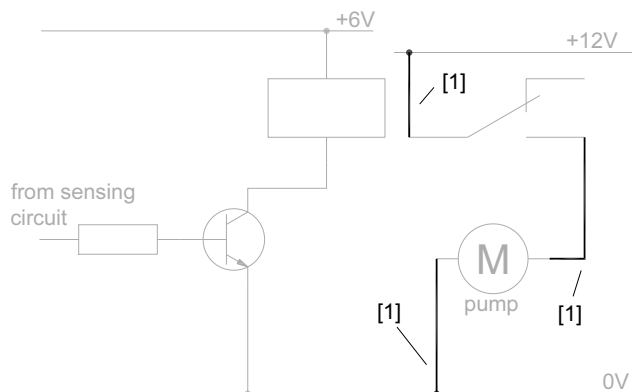 +6V
+12V
[1]
from sensing
circuit
M
pump
[1]
[1]
0V